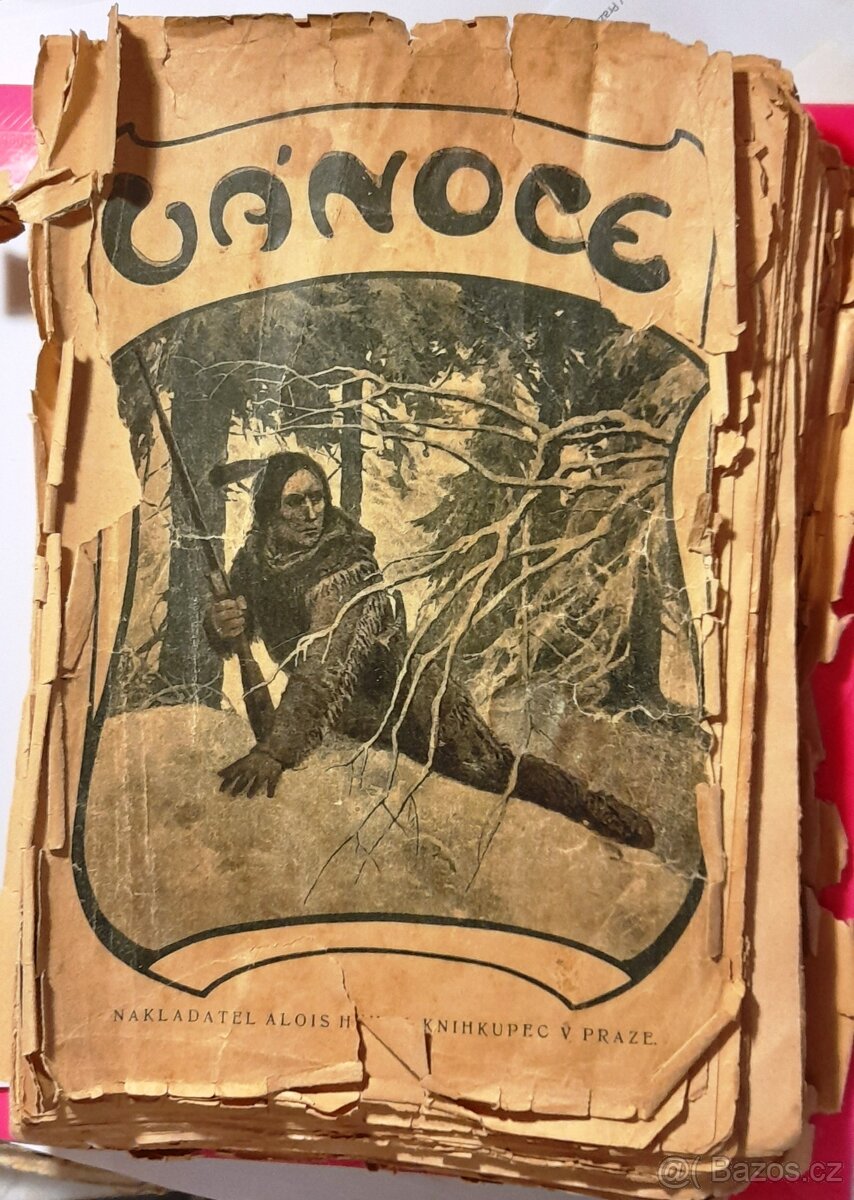 VÁNOCE
NAKLADATEL ALOIS H KNIHKUPEC V PRAZE.
@( Bazos.cz